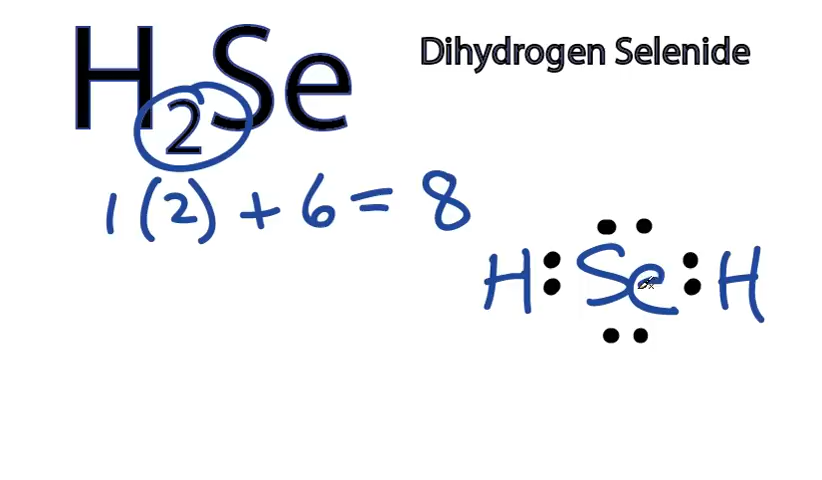 H₂Se
Dihydrogen Selenide
1(2) + 6 = 8
H : Se : H